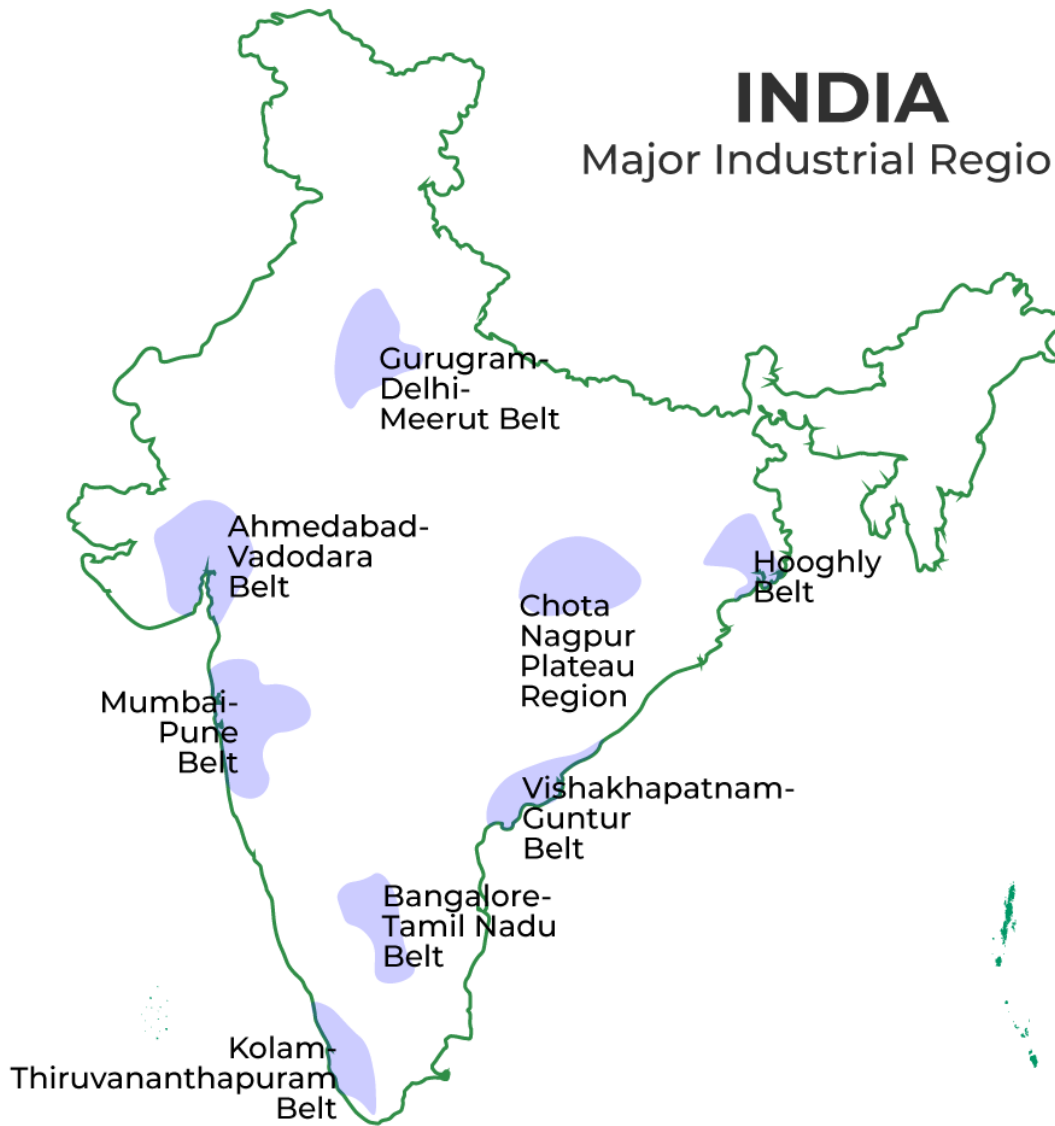 INDIA
Major Industrial Regio
Gurugram-
Delhi-
Meerut Belt
Ahmedabad-
Vadodara
Belt
Hooghly
Belt
Chota
Nagpur
Plateau
Region
Mumbai-
Pune
Belt
Vishakhapatnam-
Guntur
Belt
Bangalore-
Tamil Nadu
Belt
Kolam-
Thiruvananthapuram
Belt